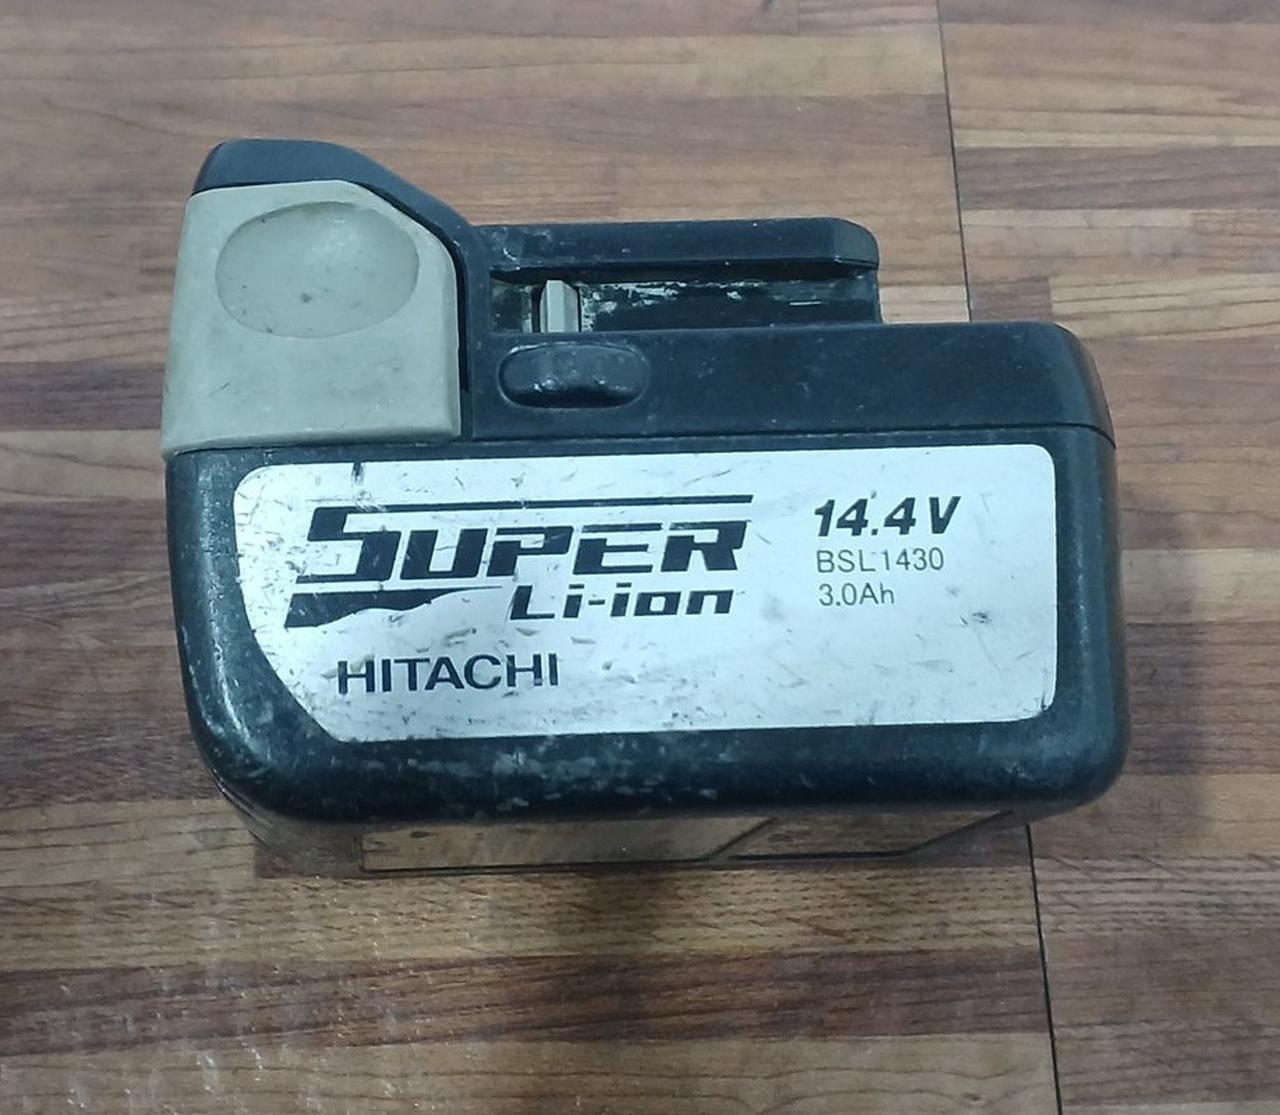 SUPER
Li-ion
HITACHI
14.4V
BSL1430
3.0Ah